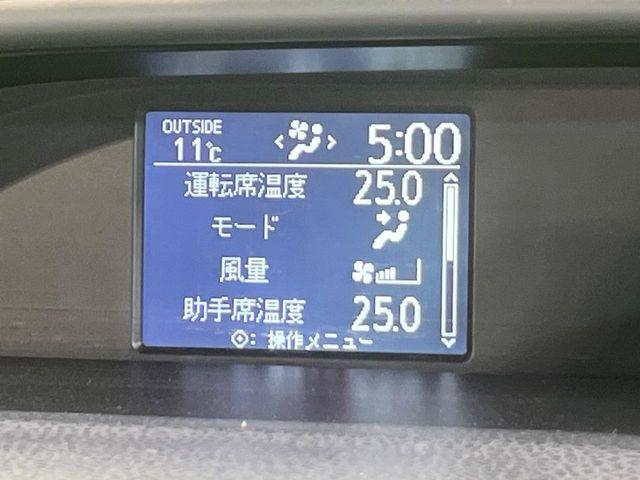 OUTSIDE
11℃ < > 5:00
運転席温度 25.0
モード
風量
助手席温度 25.0
: 操作メニュー